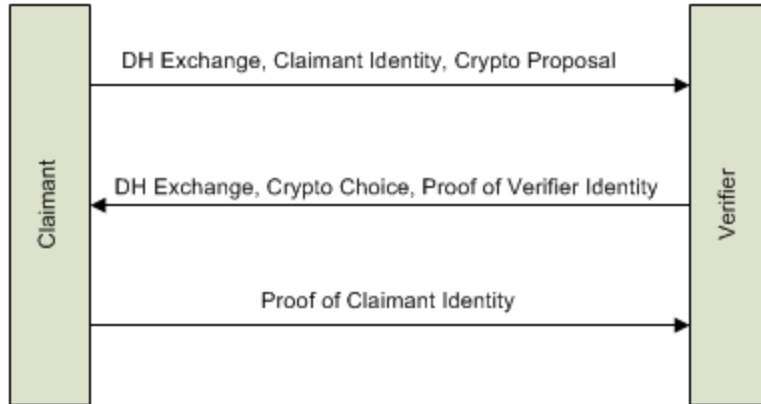 DH Exchange, Claimant Identity, Crypto Proposal
Claimant
Verifier
DH Exchange, Crypto Choice, Proof of Verifier Identity
Proof of Claimant Identity